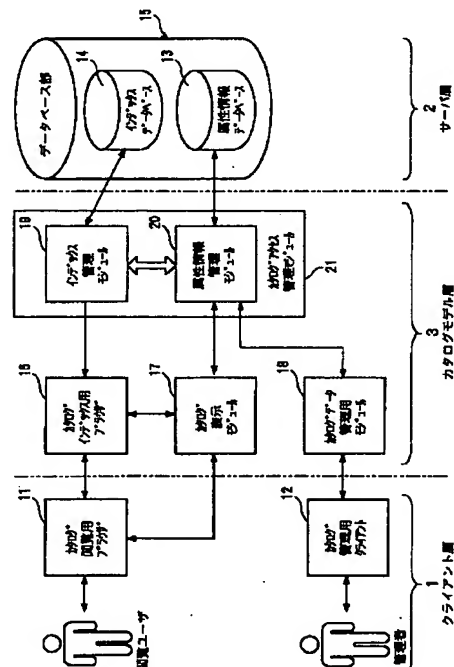 閲覧ユーザ
管理者
11
カタログ
閲覧用
ブラウザ
12
カタログ
管理用
クライアント
1
クライアント層
16
カタログ
インデックス用
ブラウザ
17
カタログ
表示
モジュール
18
カタログデータ
管理用
モジュール
19
インデックス
管理
モジュール
20
属性情報
管理
モジュール
カタログアクセス
管理モジュール
21
3
カタログモデル層
データベース部
15
14
インデックス
データベース
13
属性情報
データベース
2
サーバ層